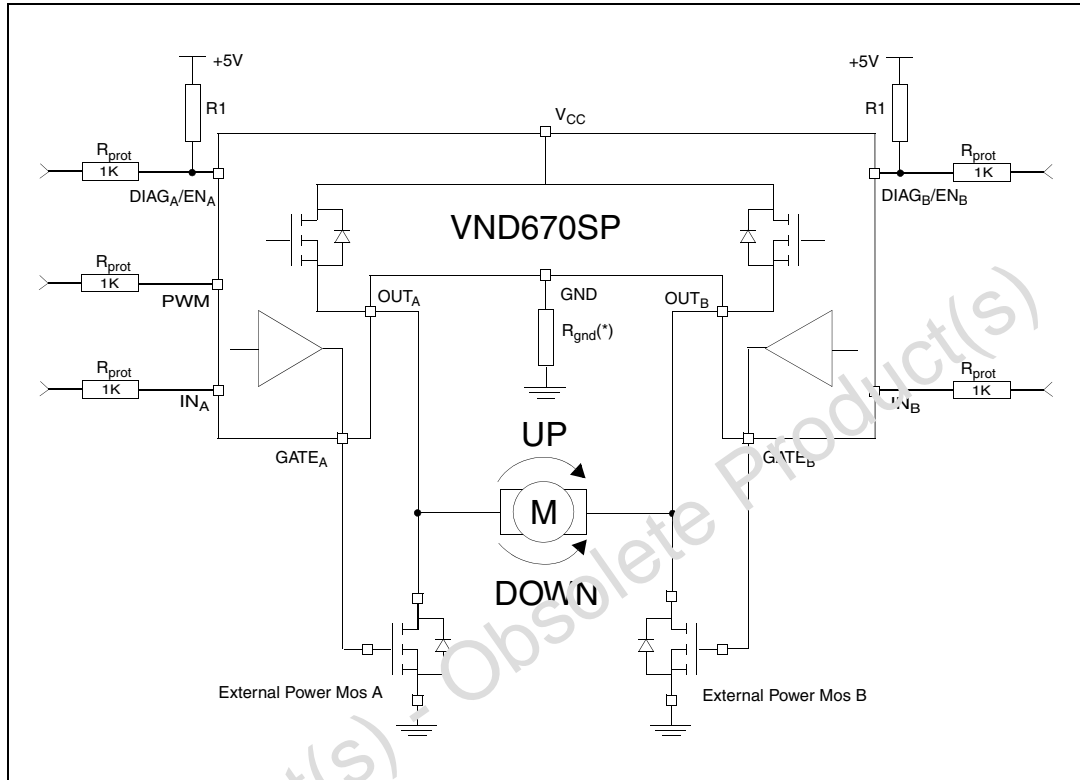 +5V
+5V
R1
R1
VCC
Rprot
1K
Rprot
1K
DIAGA/ENA
DIAGB/ENB
VND670SP
Rprot
1K
PWM
OUTA
GND
OUTB
Rgnd(*)
Rprot
1K
Rprot
1K
INA
INB
UP
GATEA
GATEB
M
DOWN
External Power Mos A
External Power Mos B
t(s) - Obsolete Product(s)